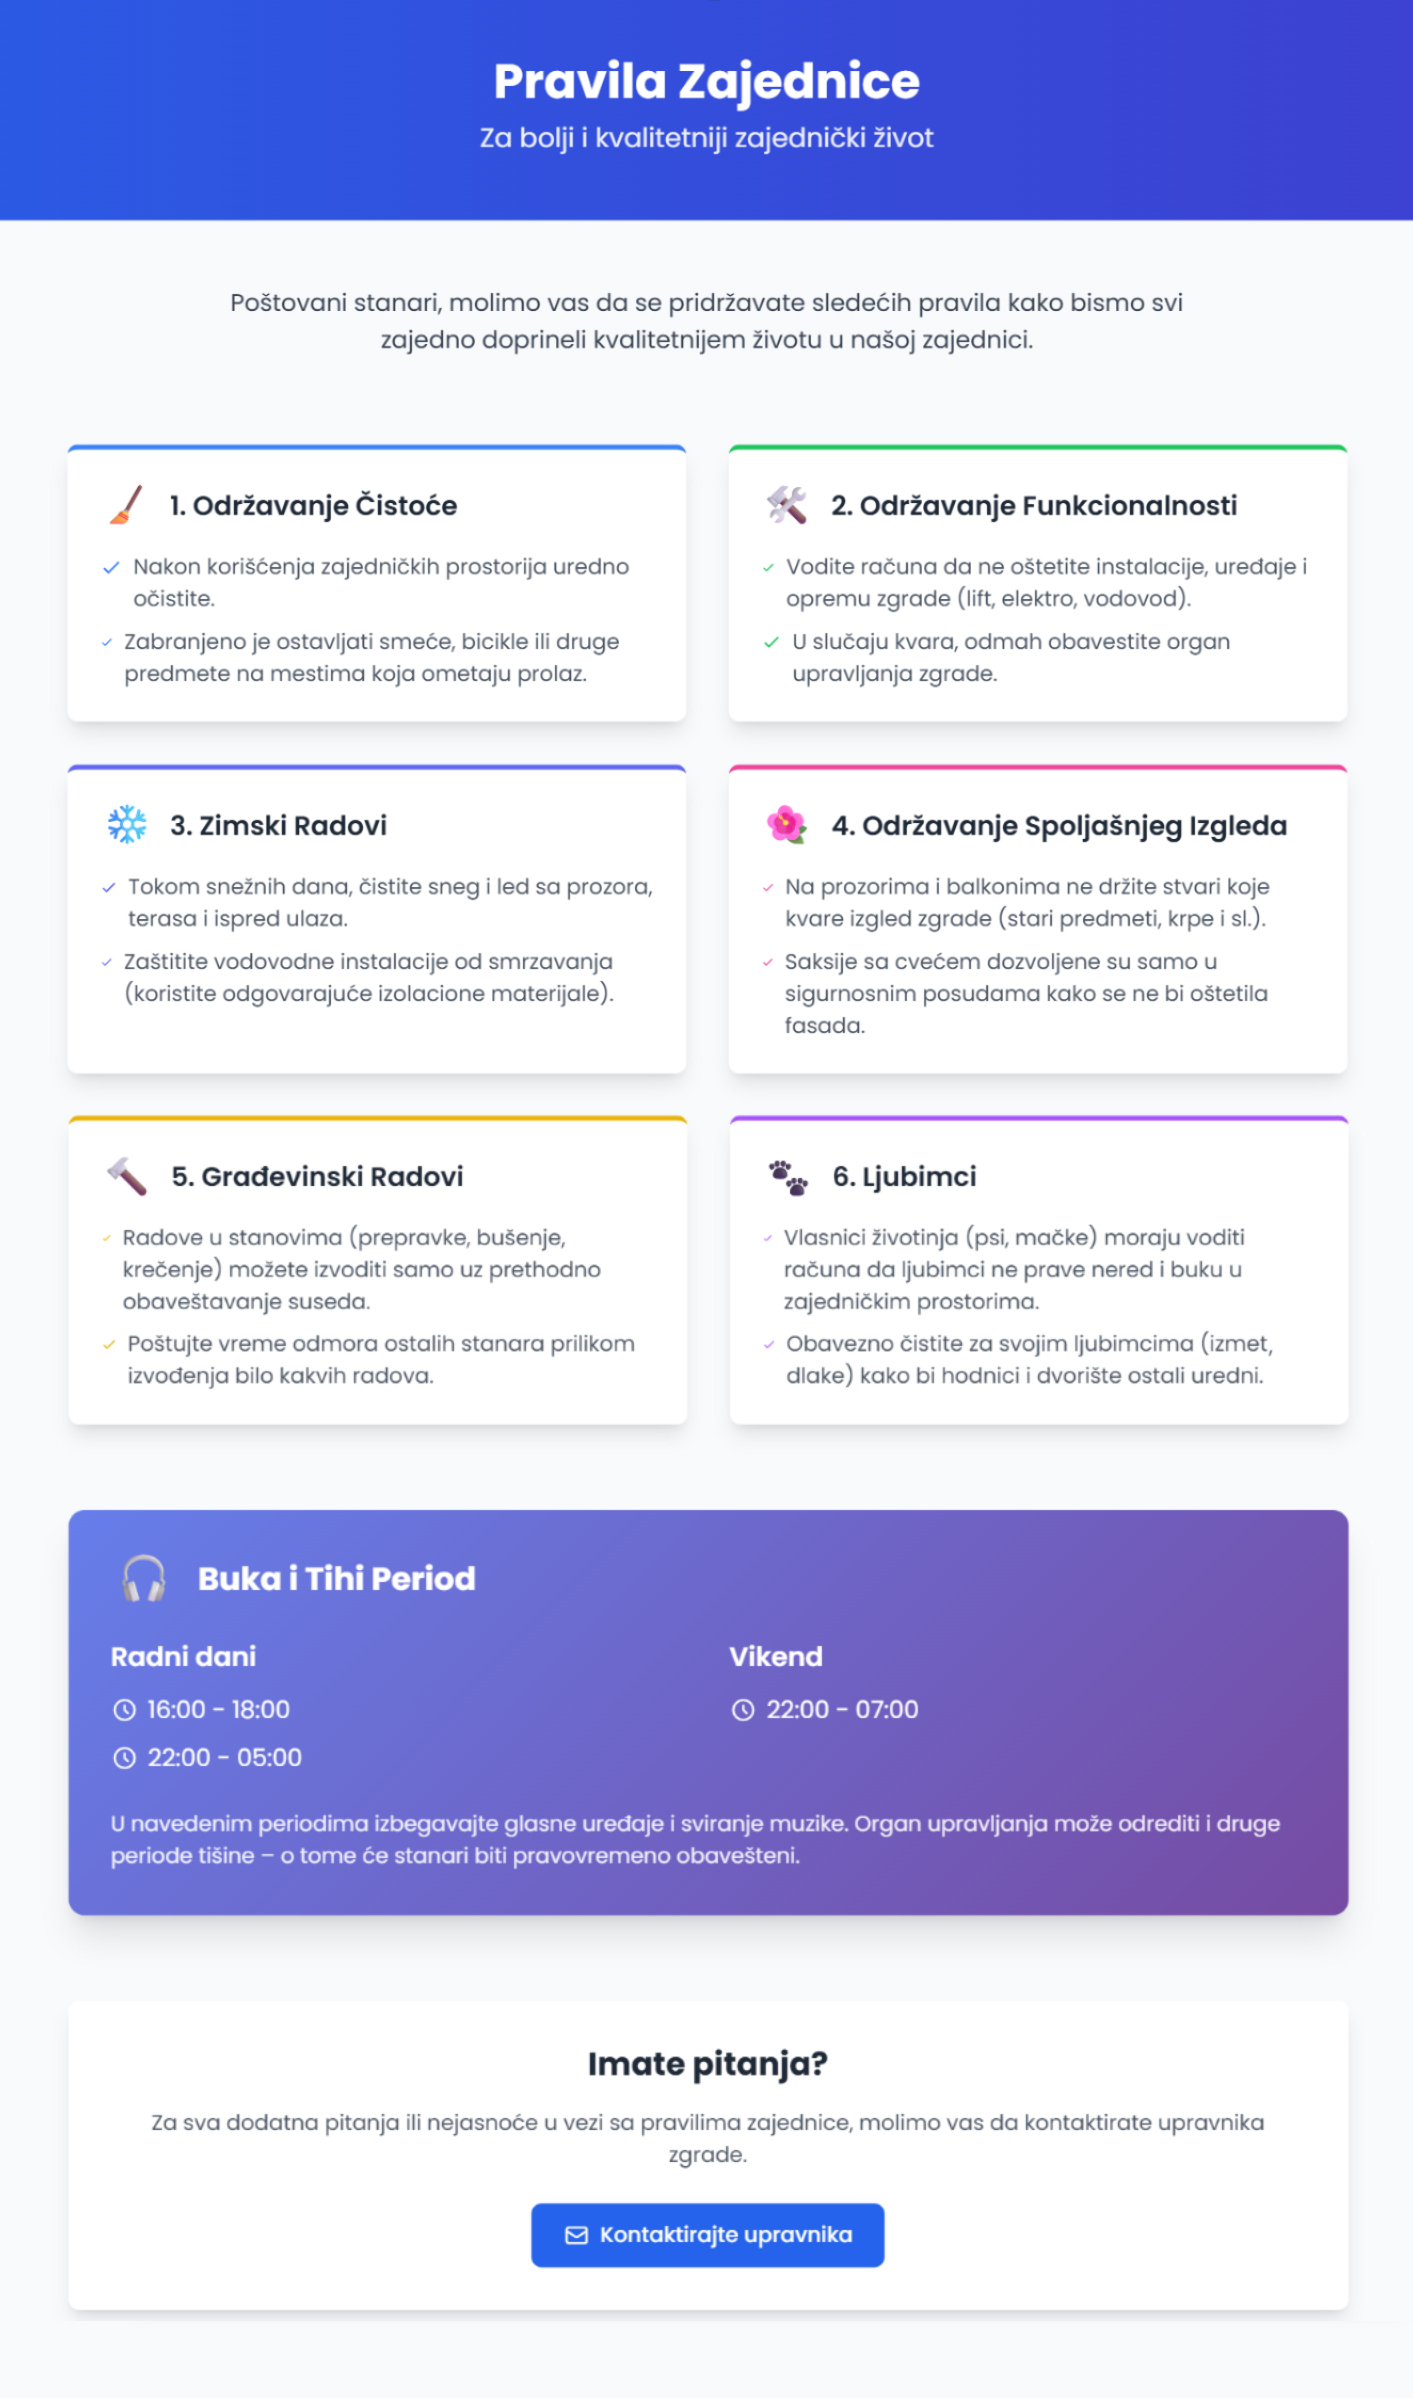 Pravila Zajednice
Za bolji i kvalitetniji zajednički život
Poštovani stanari, molimo vas da se pridržavate sledećih pravila kako bismo svi
zajedno doprineli kvalitetnijem životu u našoj zajednici.
1. Održavanje Čistoće
Nakon korišćenja zajedničkih prostorija uredno
očistite.
Zabranjeno je ostavljati smeće, bicikle ili druge
predmete na mestima koja ometaju prolaz.
2. Održavanje Funkcionalnosti
Vodite računa da ne oštetite instalacije, uređaje i
opremu zgrade (lift, elektro, vodovod).
U slučaju kvara, odmah obavestite organ
upravljanja zgrade.
3. Zimski Radovi
Tokom snežnih dana, čistite sneg i led sa prozora,
terasa i ispred ulaza.
Zaštitite vodovodne instalacije od smrzavanja
(koristite odgovarajuće izolacione materijale).
4. Održavanje Spoljašnjeg Izgleda
Na prozorima i balkonima ne držite stvari koje
kvare izgled zgrade (stari predmeti, krpe i sl.).
Saksije sa cvećem dozvoljene su samo u
sigurnosnim posudama kako se ne bi oštetila
fasada.
5. Građevinski Radovi
Radove u stanovima (prepravke, bušenje,
krečenje) možete izvoditi samo uz prethodno
obaveštavanje suseda.
Poštujte vreme odmora ostalih stanara prilikom
izvođenja bilo kakvih radova.
6. Ljubimci
Vlasnici životinja (psi, mačke) moraju voditi
računa da ljubimci ne prave nered i buku u
zajedničkim prostorima.
Obavezno čistite za svojim ljubimcima (izmet,
dlake) kako bi hodnici i dvorište ostali uredni.
Buka i Tihi Period
Radni dani
16:00 - 18:00
22:00 - 05:00
Vikend
22:00 - 07:00
U navedenim periodima izbegavajte glasne uređaje i sviranje muzike. Organ upravljanja može odrediti i druge
periode tišine – o tome će stanari biti pravovremeno obavešteni.
Imate pitanja?
Za sva dodatna pitanja ili nejasnoće u vezi sa pravilima zajednice, molimo vas da kontaktirate upravnika
zgrade.
Kontaktirajte upravnika